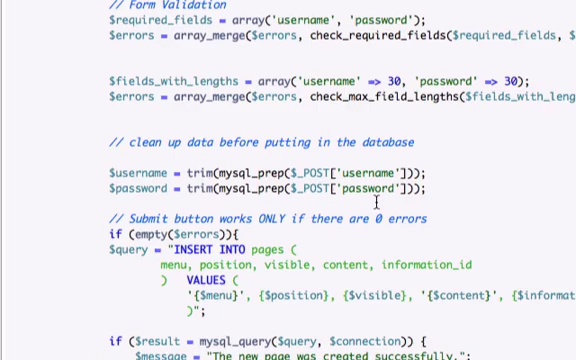 // Form Validation
$required_fields = array('username', 'password');
$errors = array_merge($errors, check_required_fields($required_fields, $
$fields_with_lengths = array('username' => 30, 'password' => 30);
$errors = array_merge($errors, check_max_field_lengths($fields_with_leng
// clean up data before putting in the database
$username = trim(mysql_prep($_POST['username']));
$password = trim(mysql_prep($_POST['password']));
// Submit button works ONLY if there are 0 errors
if (empty($errors)){
$query = "INSERT INTO pages (
menu, position, visible, content, information_id
) VALUES (
'{$menu}', {$position}, {$visible}, '{$content}', {$informat
)";
if ($result = mysql_query($query, $connection)) {
$message = "The new page was created successfully.";